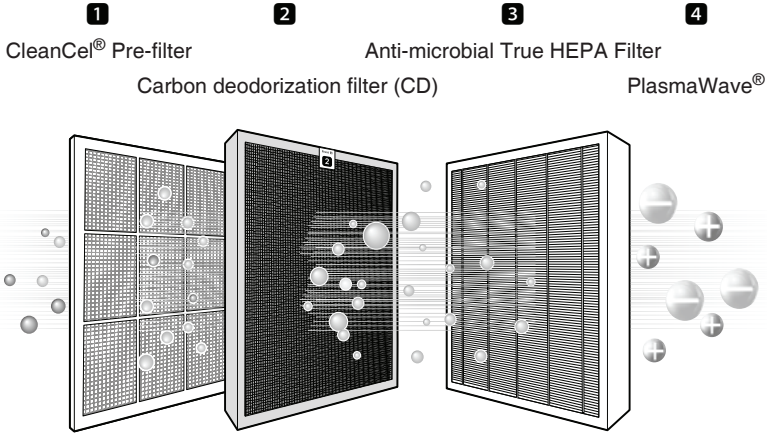 1 2 3 4
CleanCel® Pre-filter Anti-microbial True HEPA Filter
Carbon deodorization filter (CD) PlasmaWave®
2